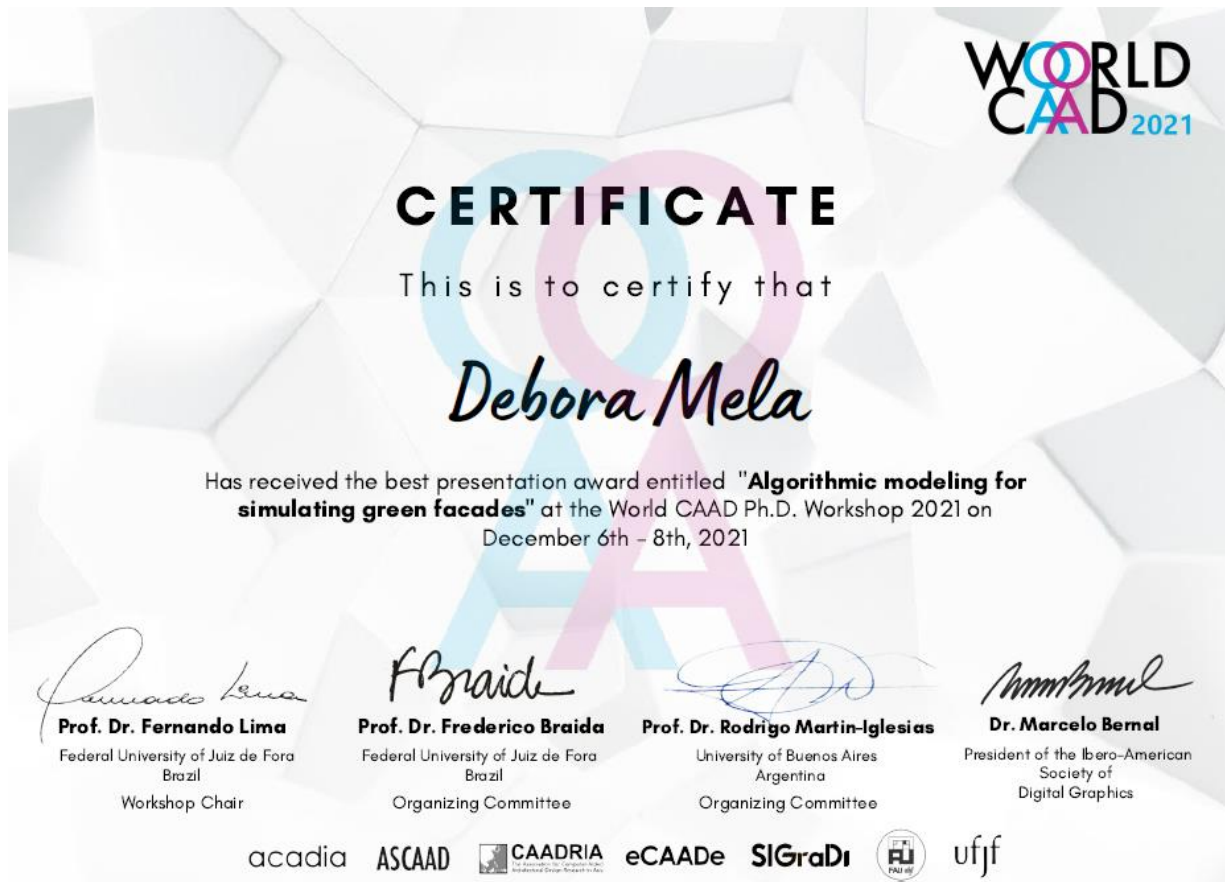 WOORLD
CAAD 2021
CERTIFICATE
This is to certify that
Debora Mela
Has received the best presentation award entitled "Algorithmic modeling for
simulating green facades" at the World CAAD Ph.D. Workshop 2021 on
December 6th - 8th, 2021
Prof. Dr. Fernando Lima
Federal University of Juiz de Fora
Brazil
Workshop Chair
FBraida
Prof. Dr. Frederico Braida
Federal University of Juiz de Fora
Brazil
Organizing Committee
Prof. Dr. Rodrigo Martin-Iglesias
University of Buenos Aires
Argentina
Organizing Committee
Dr. Marcelo Bernal
President of the Ibero-American
Society of
Digital Graphics
acadia ASCAAD CAADRIA eCAADe SIGraDi FAU ufjf